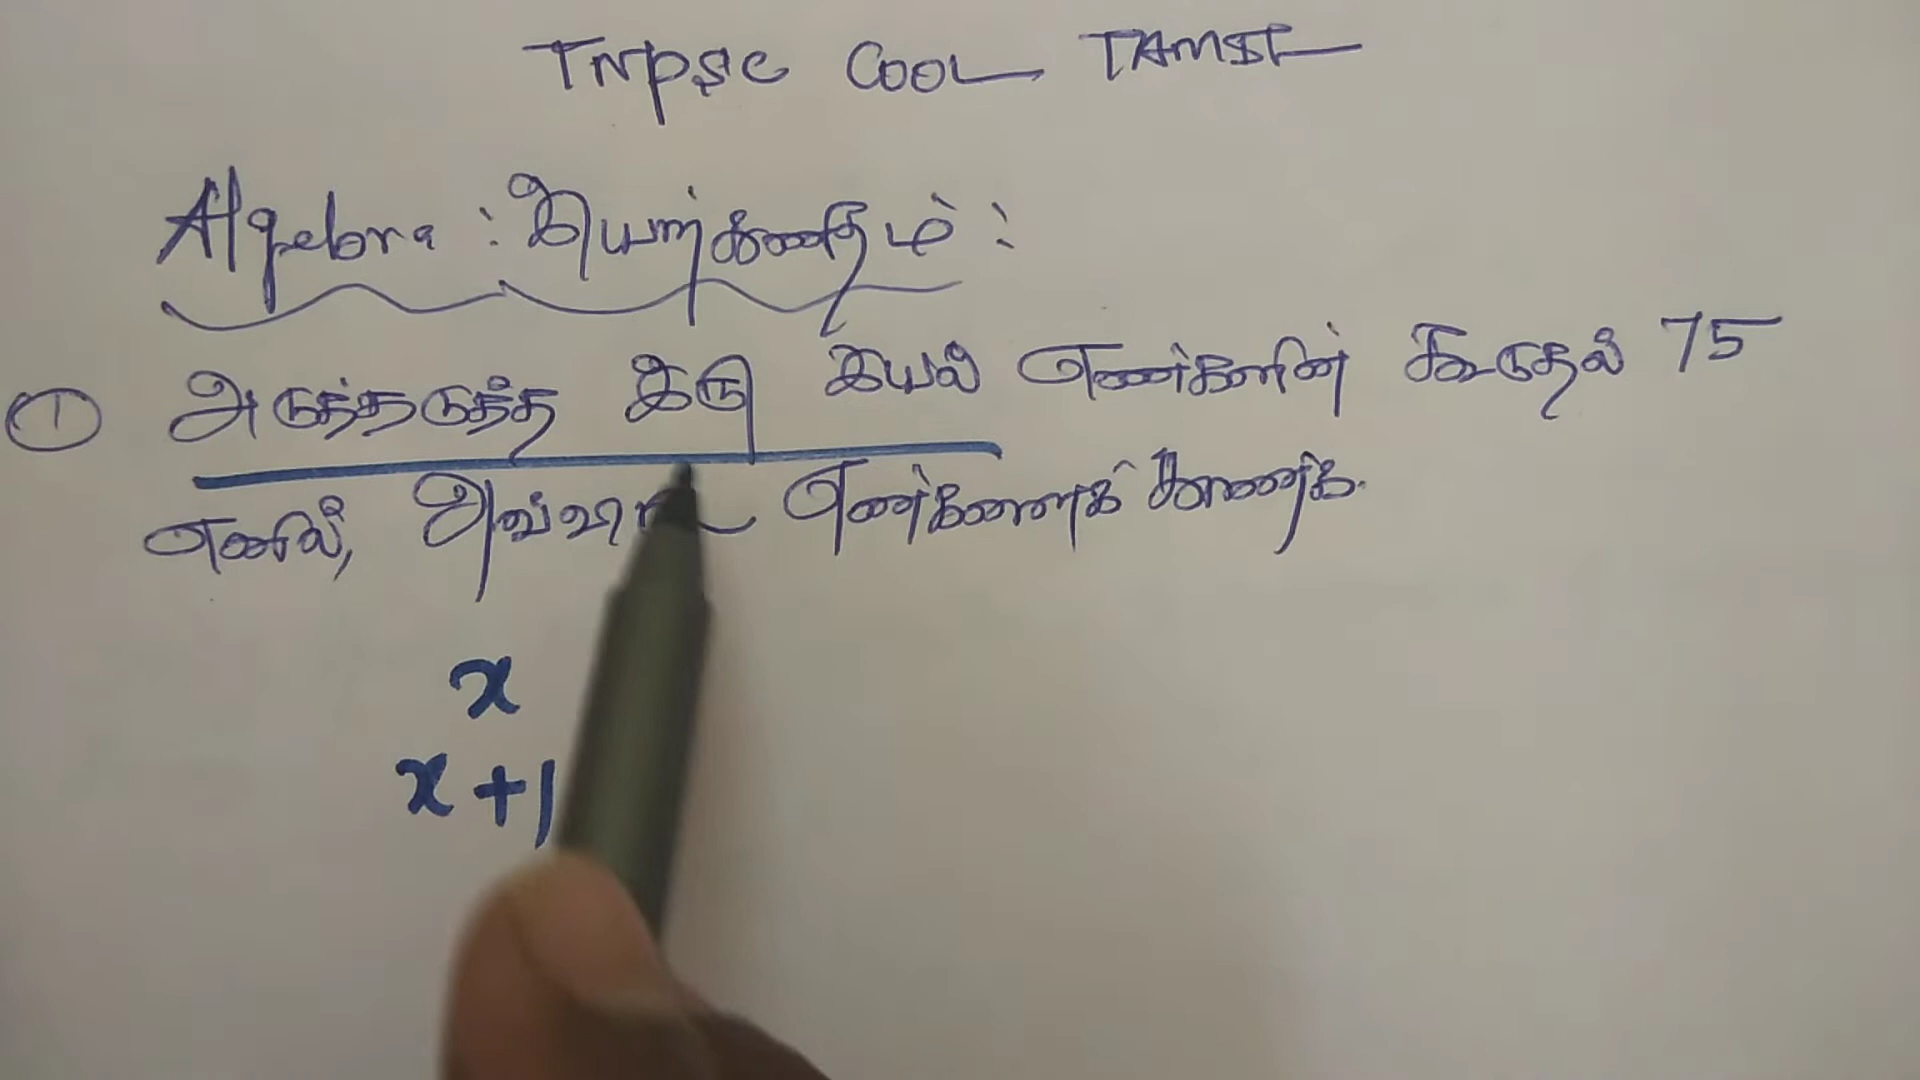 TNPSC COOL TAMIL
Algebra : இயற்கணிதம் :
① அடுத்தடுத்த இரு இயல் எண்களின் கூடுதல் 75
எனில், எண்களைக் காண்க.
x
x + 1